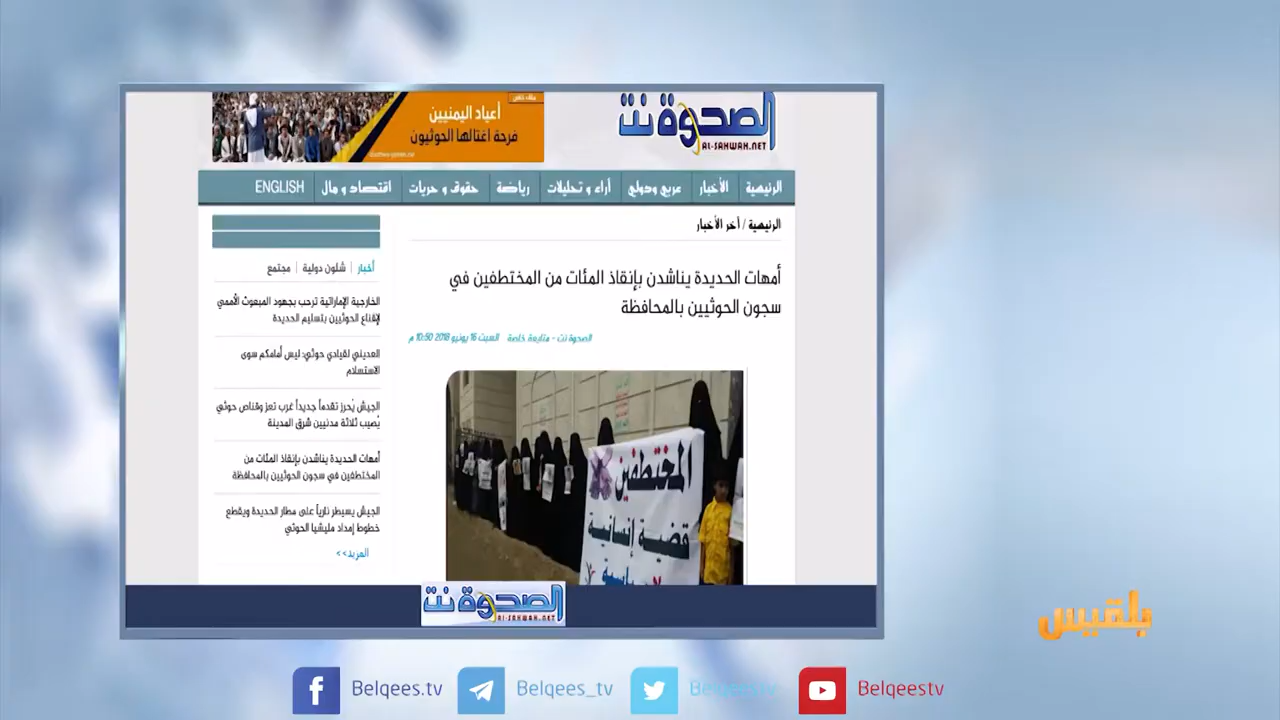 مقال خاص
أعياد اليمنيين
فرحة اغتالها الحوثيون
الصحوة نت
AL-SAHWAH.NET
الرئيسية
الأخبار
عربي ودولي
آراء و تحليلات
رياضة
حقوق و حريات
اقتصاد و مال
ENGLISH
الرئيسية / آخر الأخبار
أمهات الحديدة يناشدن بإنقاذ المئات من المختطفين في
سجون الحوثيين بالمحافظة
الصحوة نت - متابعة خاصة السبت 16 يونيو 2018 10:50 م
المختطفين
قضية إنسانية
أخبار | شئون دولية | مجتمع
الخارجية الإماراتية ترحب بجهود المبعوث الأممي
لإقناع الحوثيين بتسليم الحديدة
العديني لقيادي حوثي: ليس أمامكم سوى
الاستسلام
الجيش يُحرز تقدماً جديداً غرب تعز وقناص حوثي
يُصيب ثلاثة مدنيين شرق المدينة
أمهات الحديدة يناشدن بإنقاذ المئات من
المختطفين في سجون الحوثيين بالمحافظة
الجيش يسيطر نارياً على مطار الحديدة ويقطع
خطوط إمداد مليشيا الحوثي
المزيد>>
الصحوة نت
AL-SAHWAH.NET
بلقيس
Belqees.tv
Belqees_tv
Belqeestv
Belqeestv